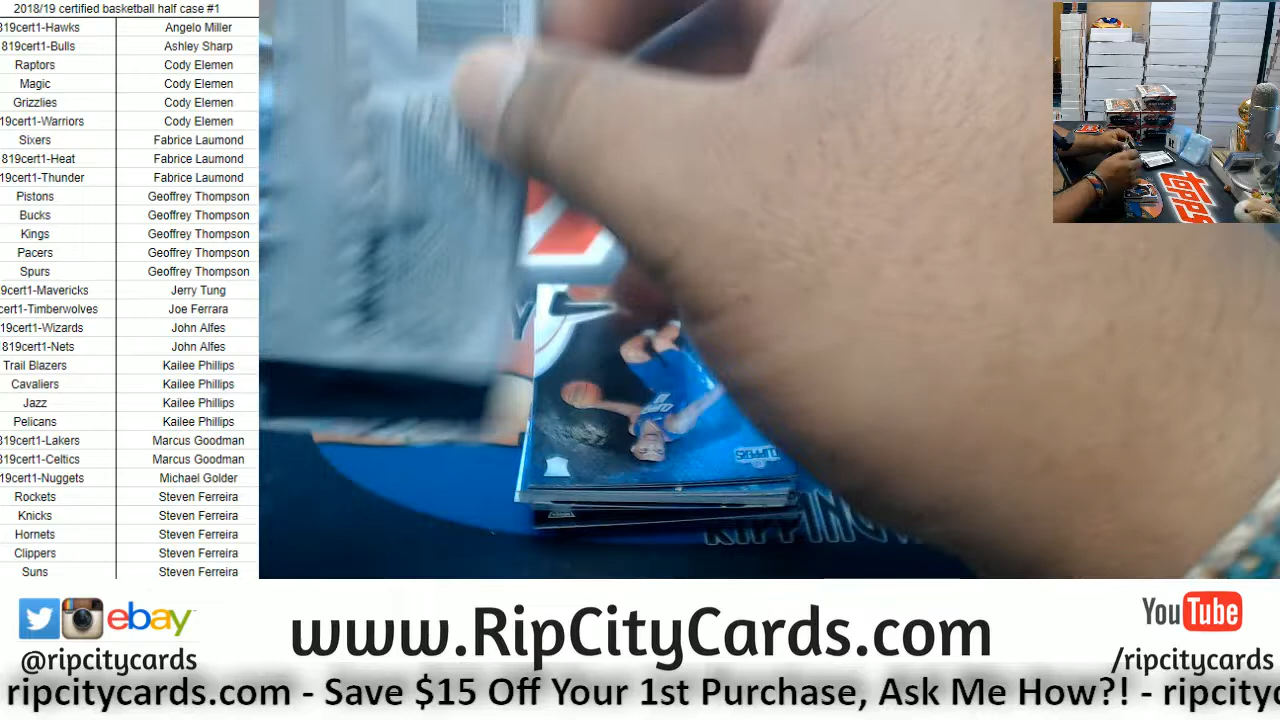 2018/19 certified basketball half case #1
819cert1-Hawks Angelo Miller
819cert1-Bulls Ashley Sharp
Raptors Cody Elemen
Magic Cody Elemen
Grizzlies Cody Elemen
19cert1-Warriors Cody Elemen
Sixers Fabrice Laumond
819cert1-Heat Fabrice Laumond
19cert1-Thunder Fabrice Laumond
Pistons Geoffrey Thompson
Bucks Geoffrey Thompson
Kings Geoffrey Thompson
Pacers Geoffrey Thompson
Spurs Geoffrey Thompson
9cert1-Mavericks Jerry Tung
cert1-Timberwolves Joe Ferrara
19cert1-Wizards John Alfes
819cert1-Nets John Alfes
Trail Blazers Kailee Phillips
Cavaliers Kailee Phillips
Jazz Kailee Phillips
Pelicans Kailee Phillips
819cert1-Lakers Marcus Goodman
819cert1-Celtics Marcus Goodman
19cert1-Nuggets Michael Golder
Rockets Steven Ferreira
Knicks Steven Ferreira
Hornets Steven Ferreira
Clippers Steven Ferreira
Suns Steven Ferreira
TOPPS
CLIPPERS
RIPPING
ebay
@ripcitycards
www.RipCityCards.com
YouTube
/ripcitycards
ripcitycards.com - Save $15 Off Your 1st Purchase, Ask Me How?! - ripcity